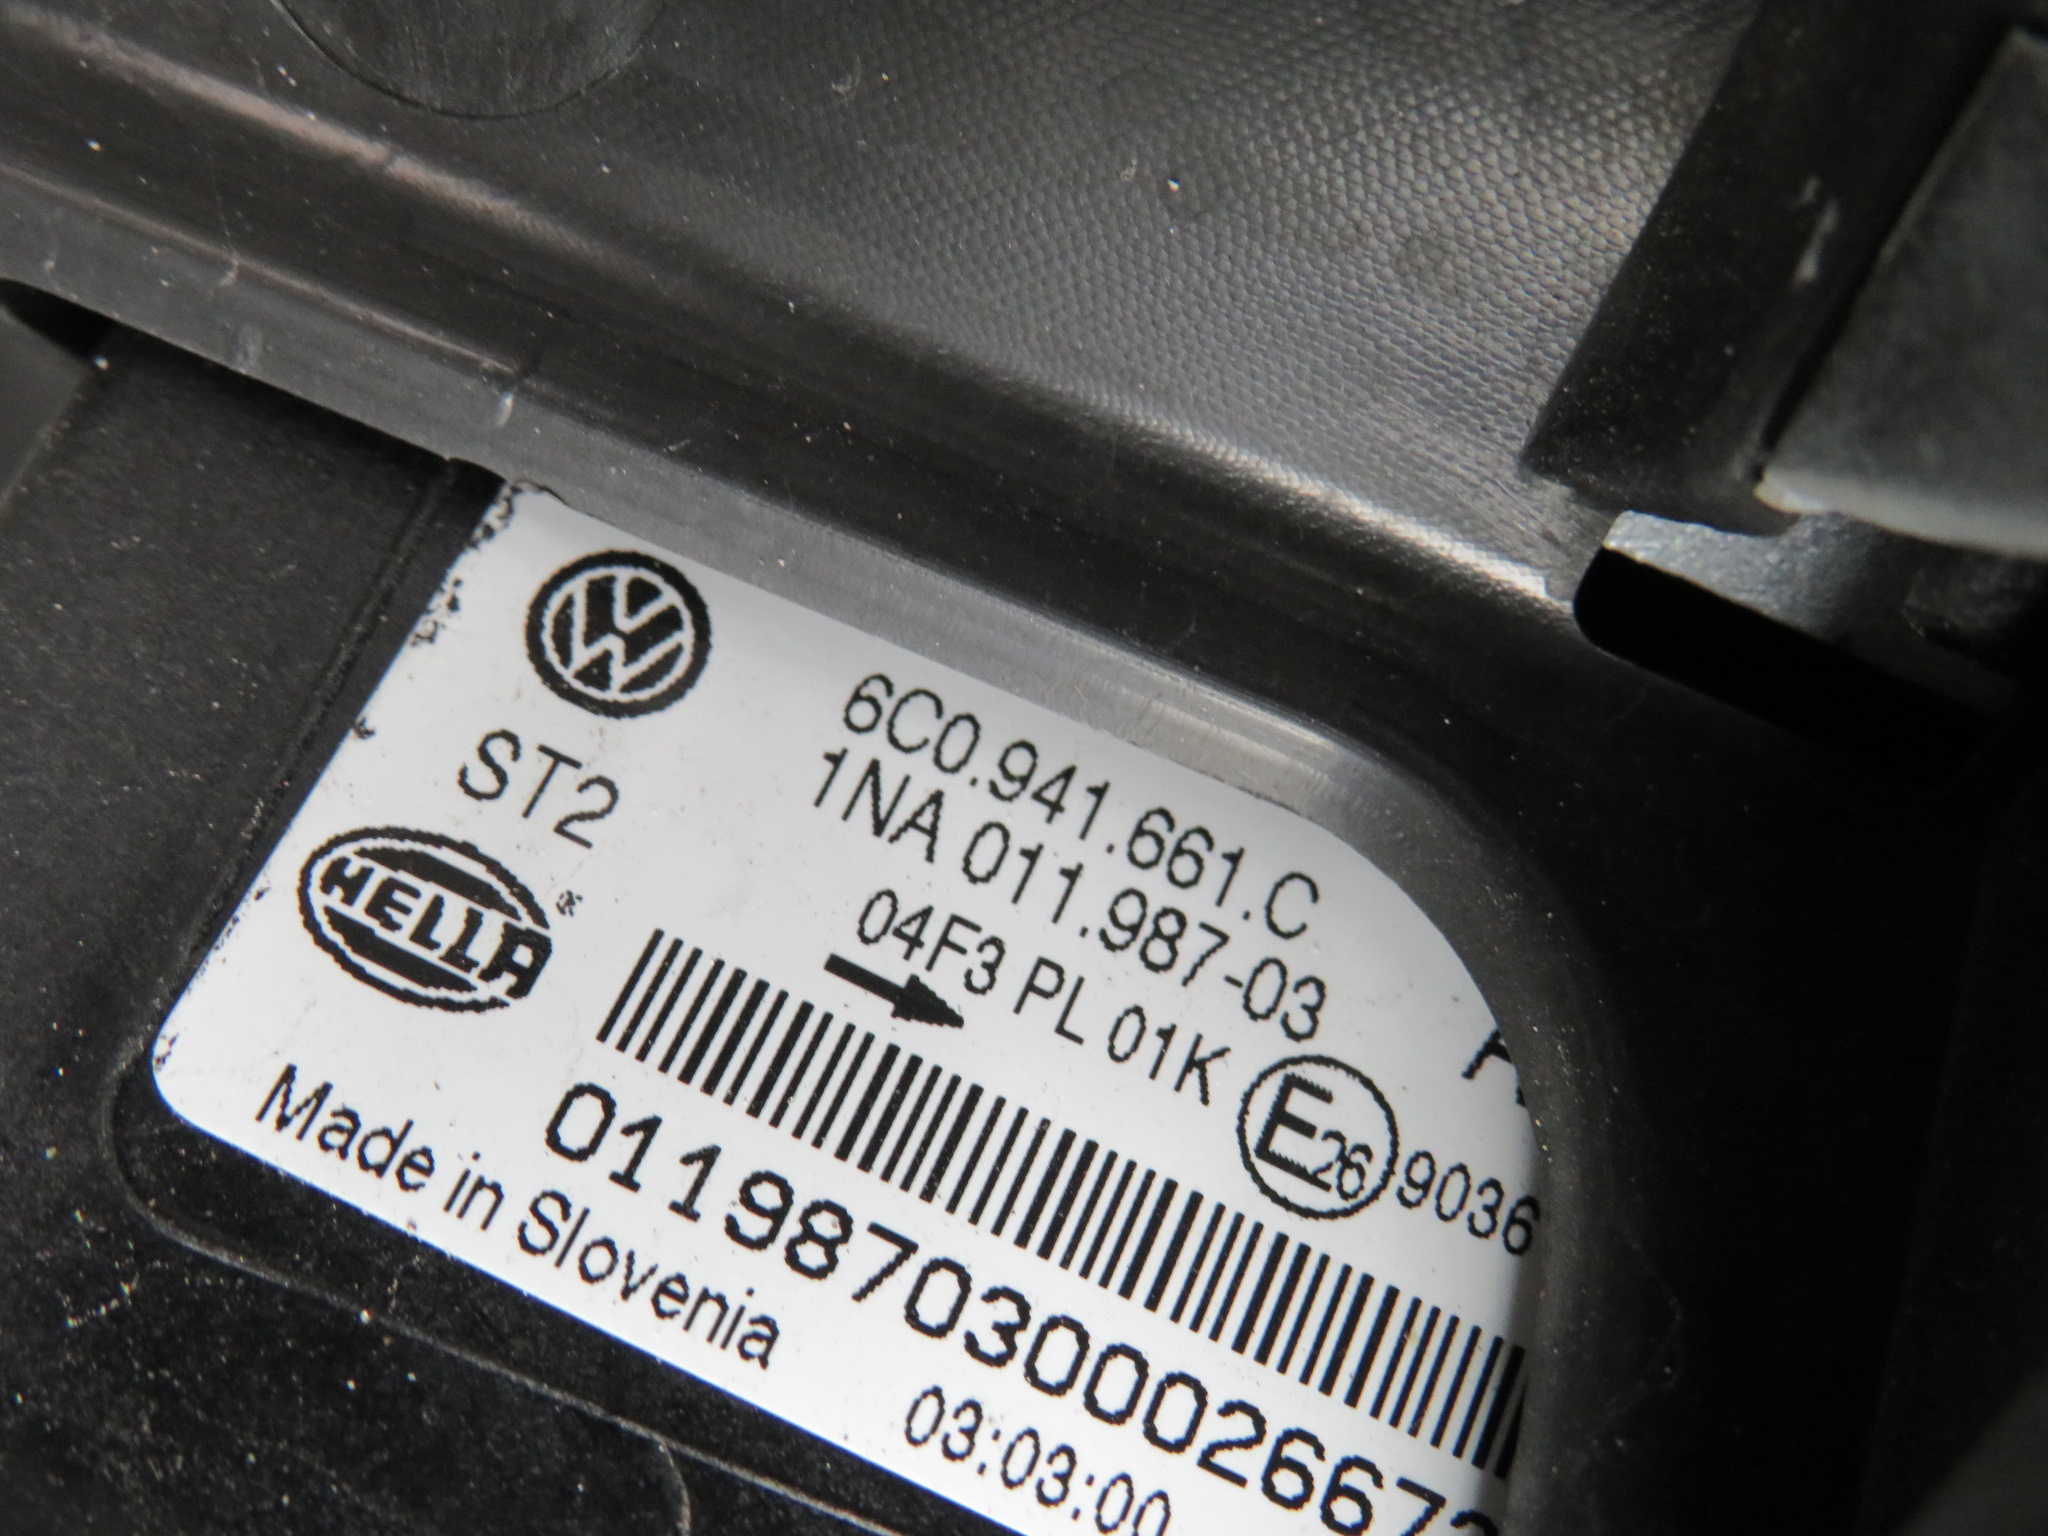 6C0.941.661.C
1NA 011.987-03
ST2
HELLA
04F3 PL 01K
E26 9036
011987030002667
Made in Slovenia
03:03:00